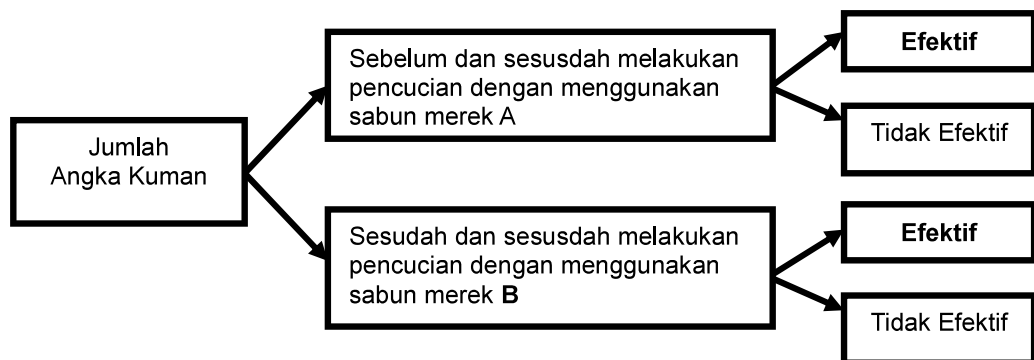 Jumlah
Angka Kuman
Sebelum dan sesusdah melakukan
pencucian dengan menggunakan
sabun merek A
Efektif
Tidak Efektif
Sesudah dan sesusdah melakukan
pencucian dengan menggunakan
sabun merek B
Efektif
Tidak Efektif